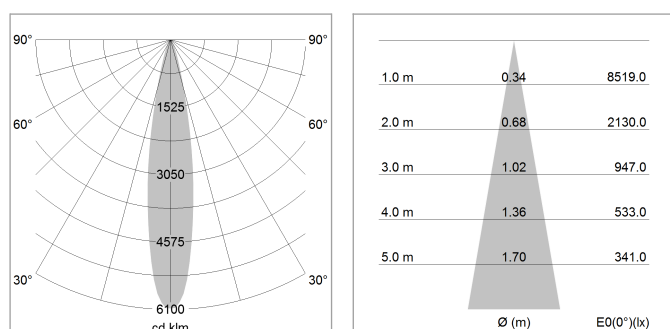 90° 90°
1525
60° 60°
3050
4575
30° 30°
6100
cd klm
1.0 m 0.34 8519.0
2.0 m 0.68 2130.0
3.0 m 1.02 947.0
4.0 m 1.36 533.0
5.0 m 1.70 341.0
Ø (m) E0(0°)(lx)